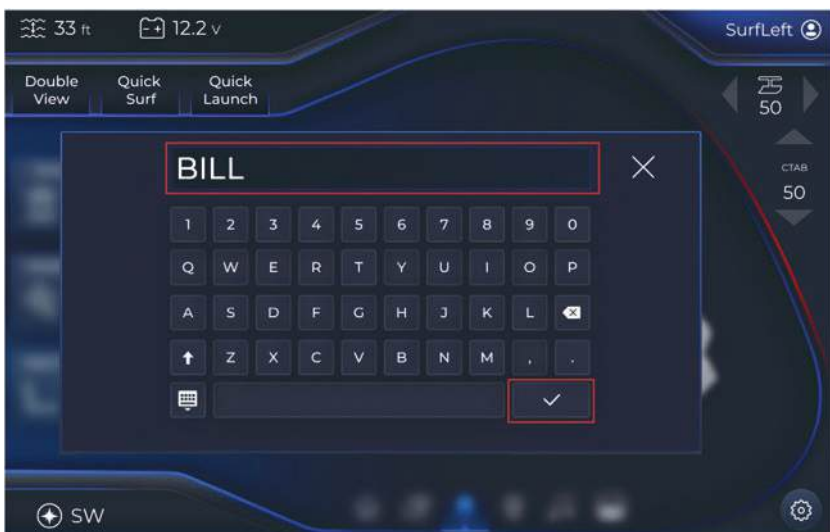 33 ft
12.2 v
SurfLeft
Double View
Quick Surf
Quick Launch
50
СТАВ
50
BILL
1 2 3 4 5 6 7 8 9 0
Q W E R T Y U I O P
A S D F G H J K L
Z X C V B N M , .
SW